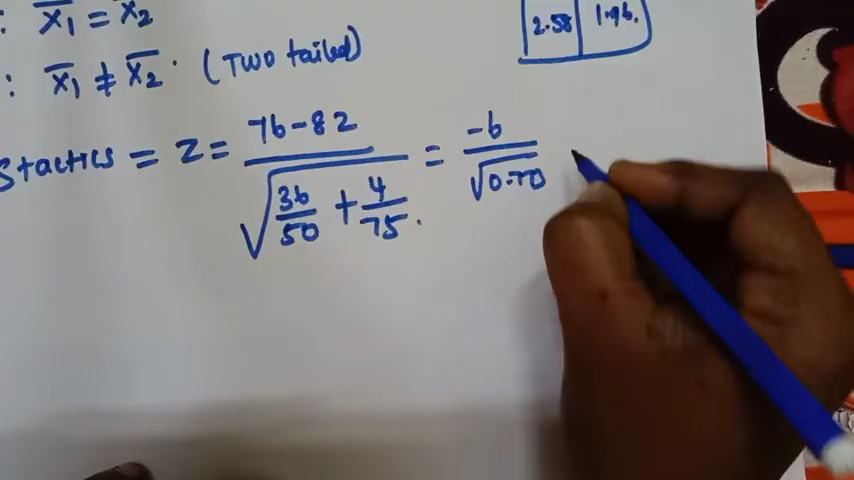 : X̄₁ = X̄₂
2.58 1.96.
: X̄₁ ≠ X̄₂. (Two tailed)
Stactics = Z = 76-82 / √(36/50 + 4/75). = -6 / √0.70